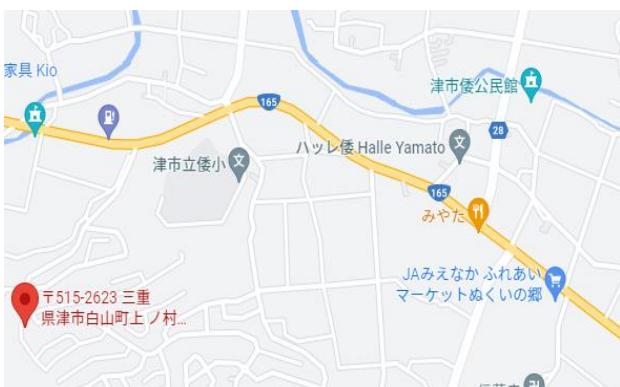 家具 Kio
165
津市倭公民館
28
ハッレ倭 Halle Yamato
津市立倭小
165
みやた
JAみえなか ふれあい
マーケットぬくいの郷
〒515-2623 三重
県津市白山町上ノ村...